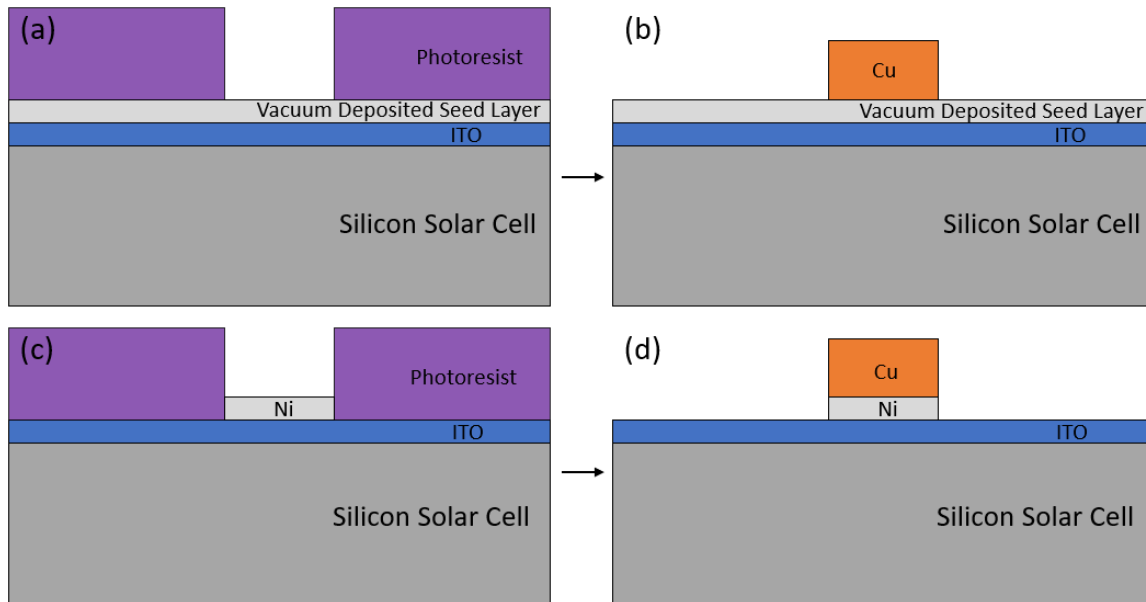 (a)
Photoresist
Vacuum Deposited Seed Layer
ITO
Silicon Solar Cell
(b)
Cu
Vacuum Deposited Seed Layer
ITO
Silicon Solar Cell
(c)
Photoresist
Ni
ITO
Silicon Solar Cell
(d)
Cu
Ni
ITO
Silicon Solar Cell